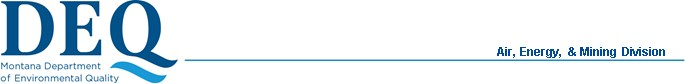 DEQ
Montana Department
of Environmental Quality
Air, Energy, & Mining Division